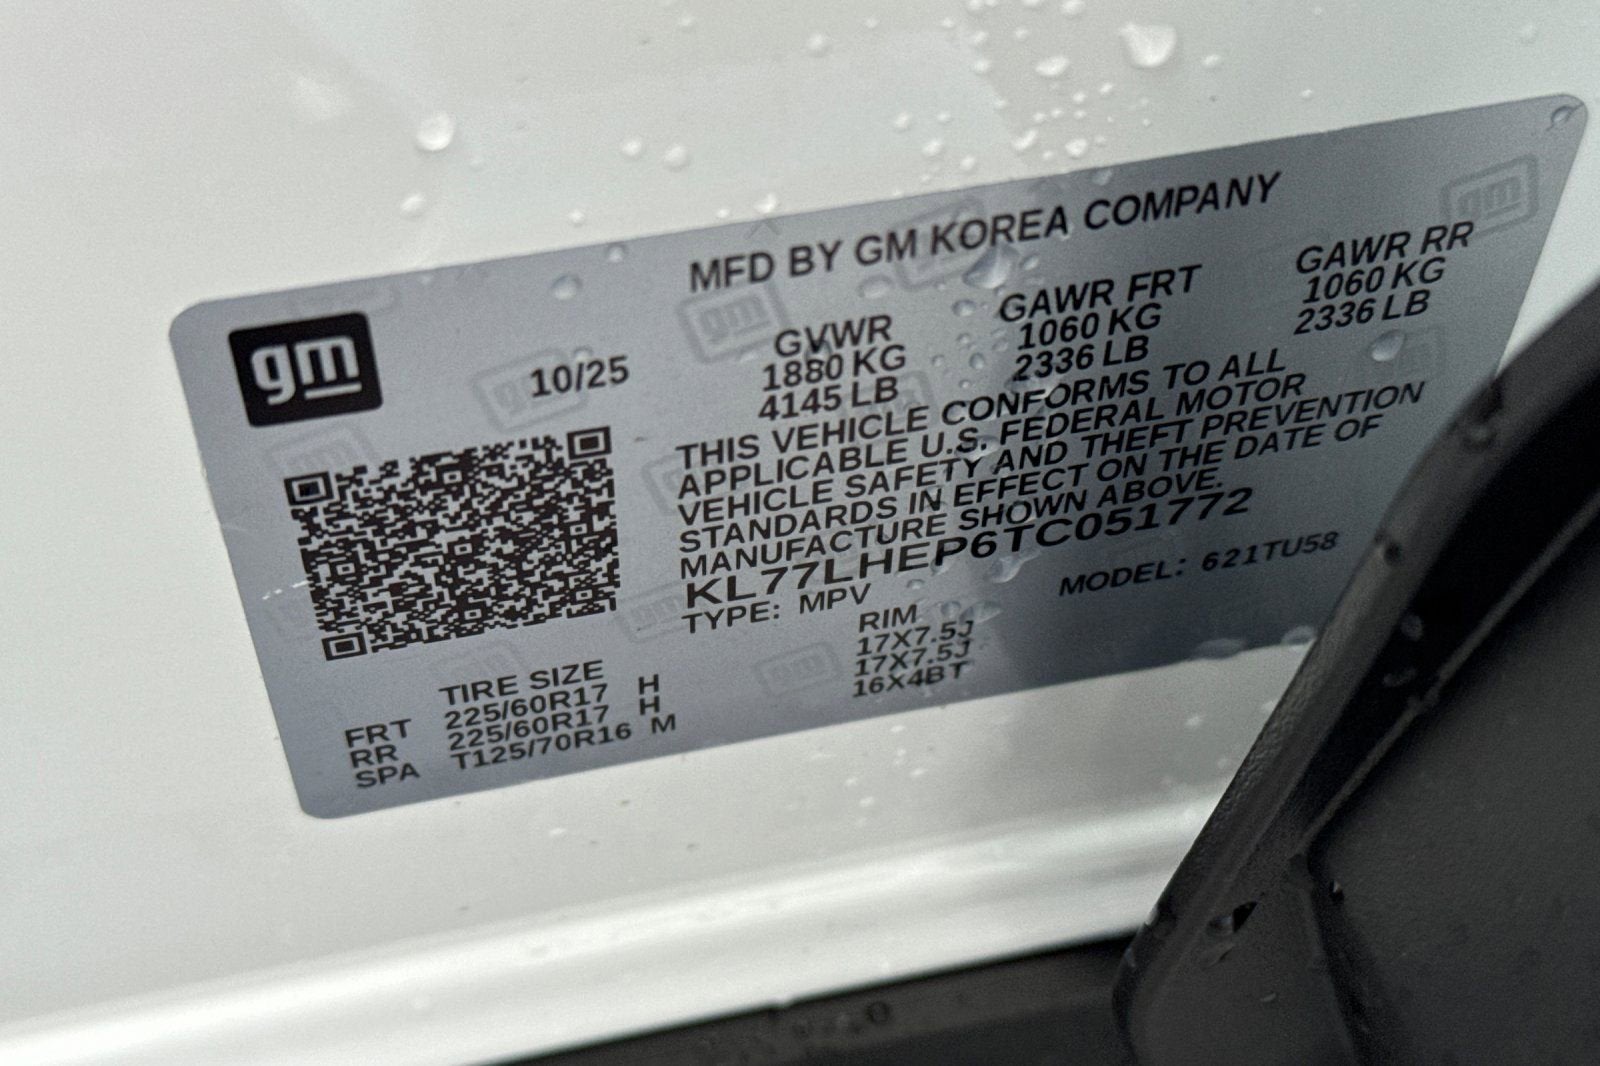 MFD BY GM KOREA COMPANY
gm
10/25
GVWR GAWR FRT GAWR RR
1880 KG 1060 KG 1060 KG
4145 LB 2336 LB 2336 LB
THIS VEHICLE CONFORMS TO ALL
APPLICABLE U.S. FEDERAL MOTOR
VEHICLE SAFETY AND THEFT PREVENTION
STANDARDS IN EFFECT ON THE DATE OF
MANUFACTURE SHOWN ABOVE.
KL77LHEP6TC051772
TYPE: MPV MODEL: 621TU58
TIRE SIZE RIM
FRT 225/60R17 H 17X7.5J
RR 225/60R17 H 17X7.5J
SPA T125/70R16 M 16X4BT